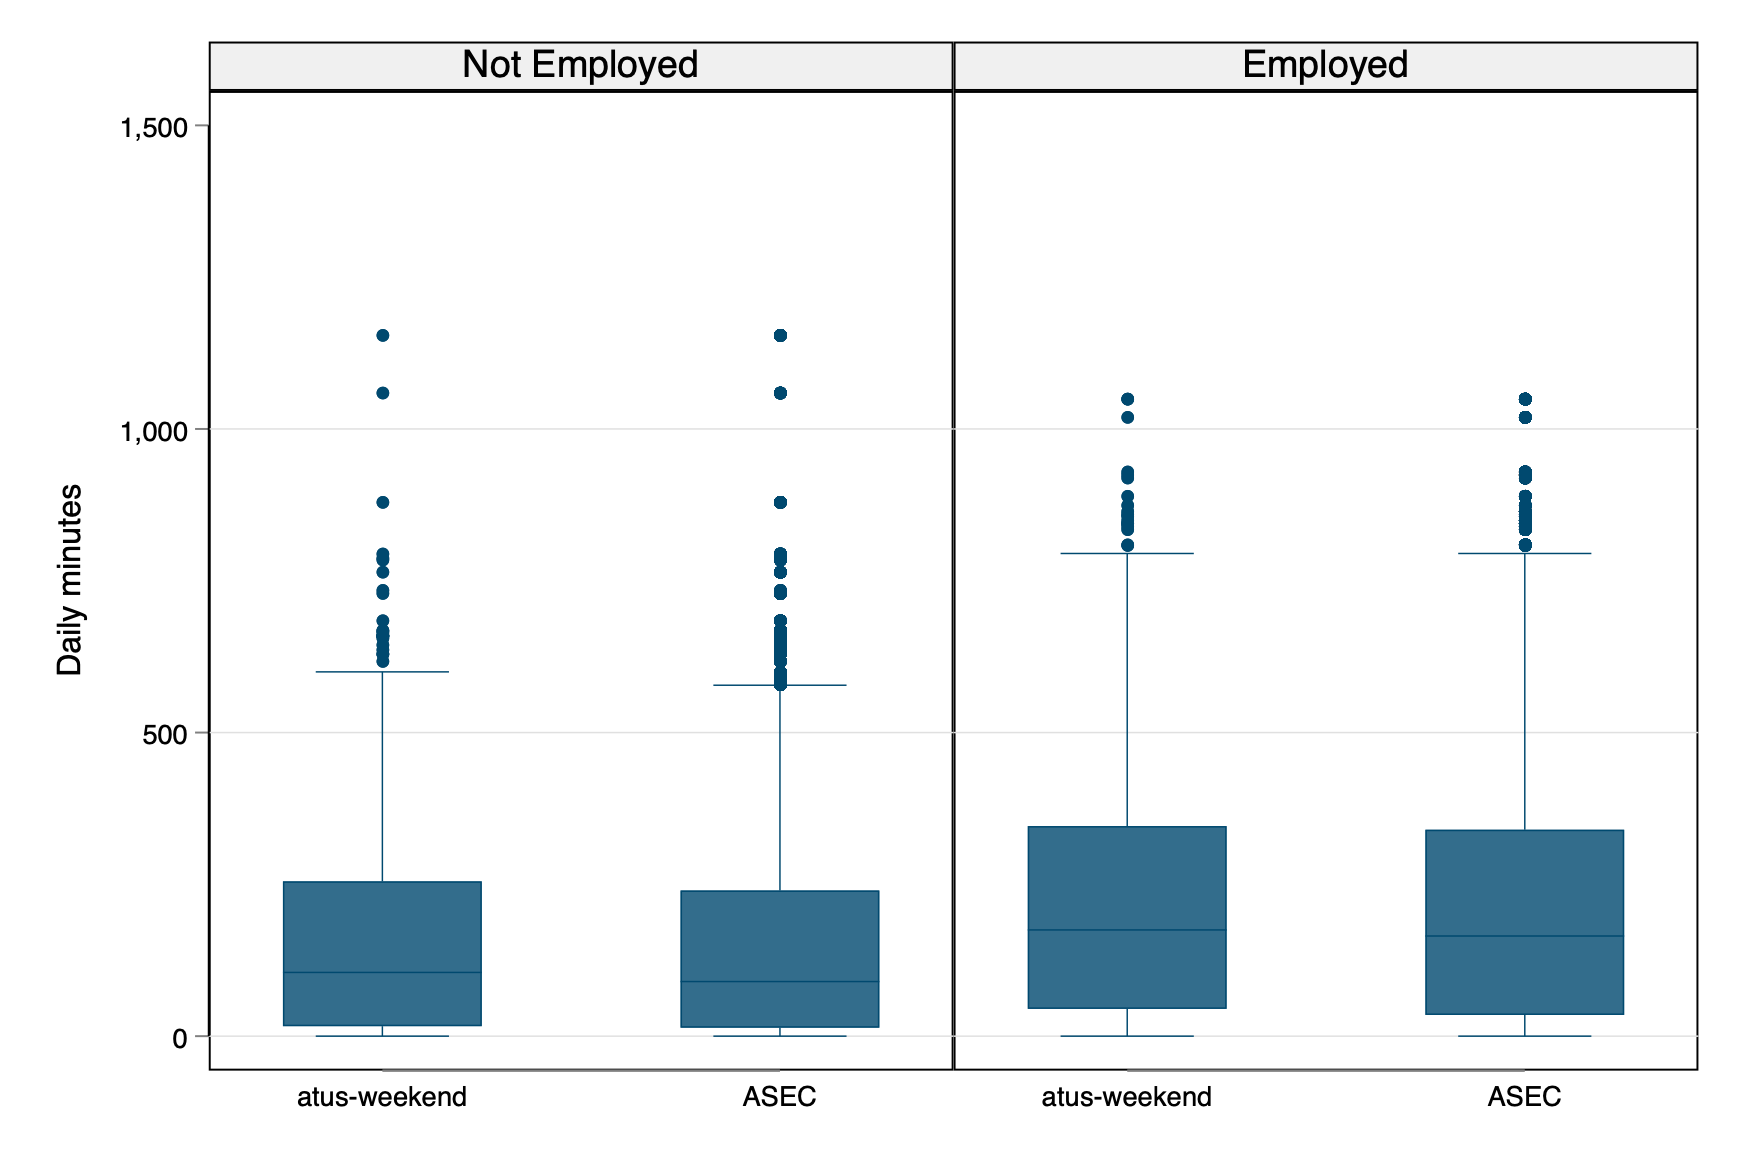 Not Employed
Employed
1,500
1,000
500
0
Daily minutes
atus-weekend
ASEC
atus-weekend
ASEC